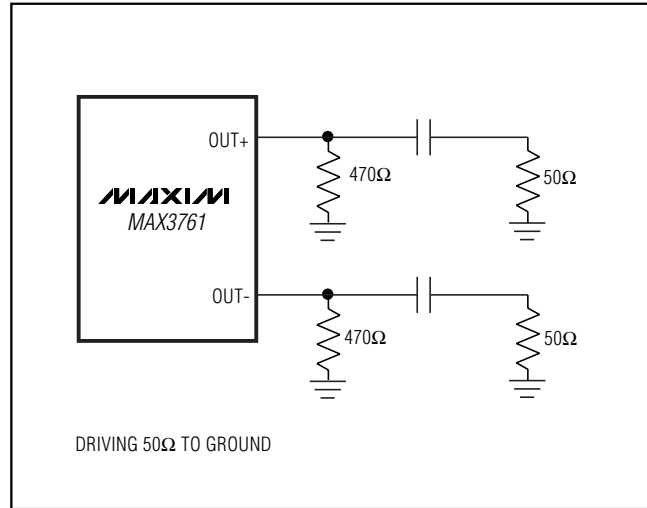 OUT+
470Ω
50Ω
MAXIM
MAX3761
OUT-
470Ω
50Ω
DRIVING 50Ω TO GROUND